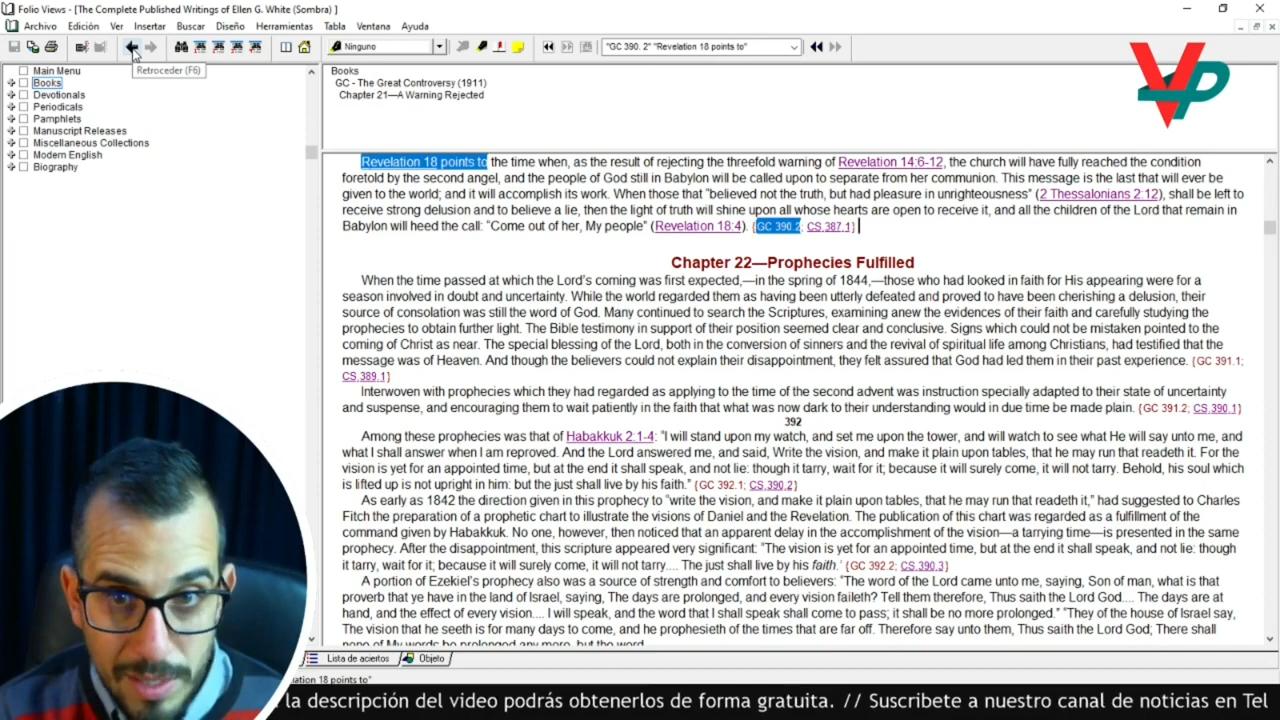 Folio Views - [The Complete Published Writings of Ellen G. White (Sombra) ]
Archivo Edición Ver Insertar Buscar Diseño Herramientas Tabla Ventana Ayuda
Ninguno
"GC 390. 2" "Revelation 18 points to"
Retroceder (F6)
Main Menu
Books
Devotionals
Periodicals
Pamphlets
Manuscript Releases
Miscellaneous Collections
Modern English
Biography
Books
GC - The Great Controversy (1911)
Chapter 21—A Warning Rejected
VP
Revelation 18 points to the time when, as the result of rejecting the threefold warning of Revelation 14:6-12, the church will have fully reached the condition
foretold by the second angel, and the people of God still in Babylon will be called upon to separate from her communion. This message is the last that will ever be
given to the world; and it will accomplish its work. When those that "believed not the truth, but had pleasure in unrighteousness" (2 Thessalonians 2:12), shall be left to
receive strong delusion and to believe a lie, then the light of truth will shine upon all whose hearts are open to receive it, and all the children of the Lord that remain in
Babylon will heed the call: "Come out of her, My people" (Revelation 18:4). {GC 390.2; CS.387.1}
Chapter 22—Prophecies Fulfilled
When the time passed at which the Lord's coming was first expected,—in the spring of 1844,—those who had looked in faith for His appearing were for a
season involved in doubt and uncertainty. While the world regarded them as having been utterly defeated and proved to have been cherishing a delusion, their
source of consolation was still the word of God. Many continued to search the Scriptures, examining anew the evidences of their faith and carefully studying the
prophecies to obtain further light. The Bible testimony in support of their position seemed clear and conclusive. Signs which could not be mistaken pointed to the
coming of Christ as near. The special blessing of the Lord, both in the conversion of sinners and the revival of spiritual life among Christians, had testified that the
message was of Heaven. And though the believers could not explain their disappointment, they felt assured that God had led them in their past experience. {GC 391.1;
CS.389.1}
Interwoven with prophecies which they had regarded as applying to the time of the second advent was instruction specially adapted to their state of uncertainty
and suspense, and encouraging them to wait patiently in the faith that what was now dark to their understanding would in due time be made plain. {GC 391.2; CS.390.1}
392
Among these prophecies was that of Habakkuk 2:1-4: "I will stand upon my watch, and set me upon the tower, and will watch to see what He will say unto me, and
what I shall answer when I am reproved. And the Lord answered me, and said, Write the vision, and make it plain upon tables, that he may run that readeth it. For the
vision is yet for an appointed time, but at the end it shall speak, and not lie: though it tarry, wait for it; because it will surely come, it will not tarry. Behold, his soul which
is lifted up is not upright in him: but the just shall live by his faith." {GC 392.1; CS.390.2}
As early as 1842 the direction given in this prophecy to "write the vision, and make it plain upon tables, that he may run that readeth it," had suggested to Charles
Fitch the preparation of a prophetic chart to illustrate the visions of Daniel and the Revelation. The publication of this chart was regarded as a fulfillment of the
command given by Habakkuk. No one, however, then noticed that an apparent delay in the accomplishment of the vision—a tarrying time—is presented in the same
prophecy. After the disappointment, this scripture appeared very significant: "The vision is yet for an appointed time, but at the end it shall speak, and not lie: though
it tarry, wait for it; because it will surely come, it will not tarry.... The just shall live by his faith." {GC 392.2; CS.390.3}
A portion of Ezekiel's prophecy also was a source of strength and comfort to believers: "The word of the Lord came unto me, saying, Son of man, what is that
proverb that ye have in the land of Israel, saying, The days are prolonged, and every vision faileth? Tell them therefore, Thus saith the Lord God.... The days are at
hand, and the effect of every vision.... I will speak, and the word that I shall speak shall come to pass; it shall be no more prolonged." "They of the house of Israel say,
The vision that he seeth is for many days to come, and he prophesieth of the times that are far off. Therefore say unto them, Thus saith the Lord God; There shall
none of My words be prolonged any more, but the word
Lista de aciertos Objeto
ation 18 points to"
la descripción del video podrás obtenerlos de forma gratuita. // Suscribete a nuestro canal de noticias en Tel